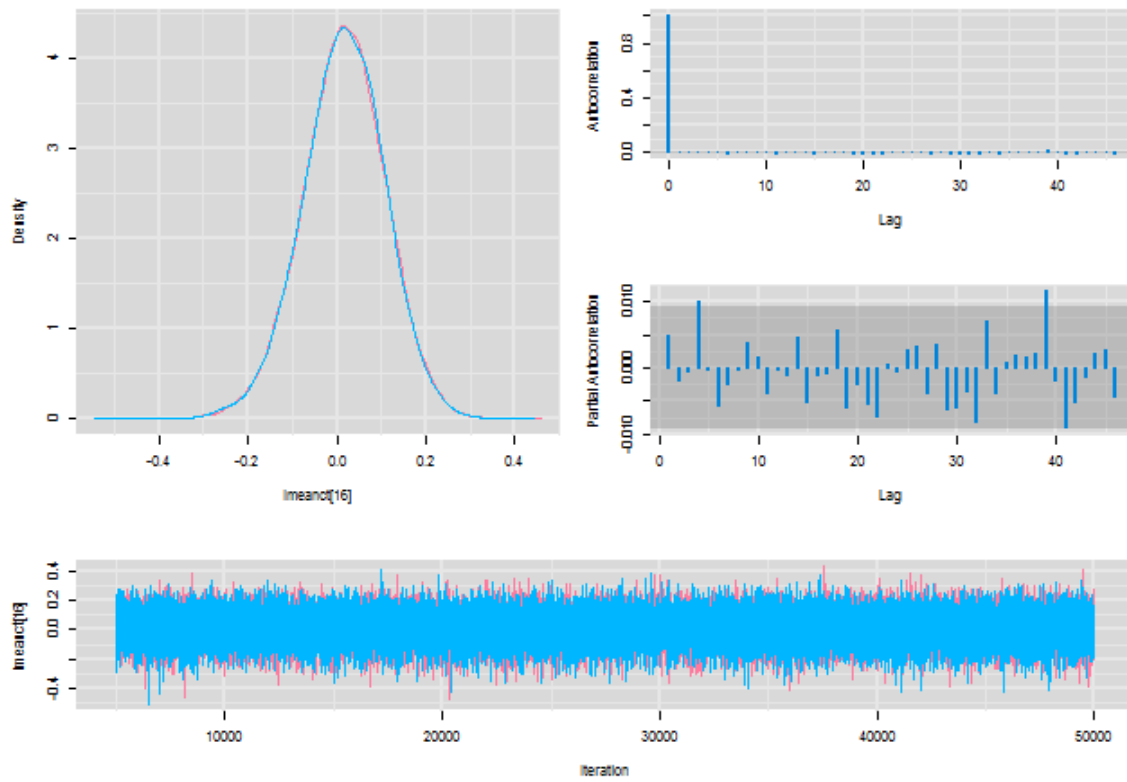 Density
4
3
2
1
0
-0.4 -0.2 0.0 0.2 0.4
lmeanct[16]
Autocorrelation
0.8
0.4
0.0
0 10 20 30 40
Lag
Partial Autocorrelation
0.010
0.000
-0.010
0 10 20 30 40
Lag
lmeanct[16]
0.4
0.2
0.0
-0.4
10000 20000 30000 40000 50000
Iteration